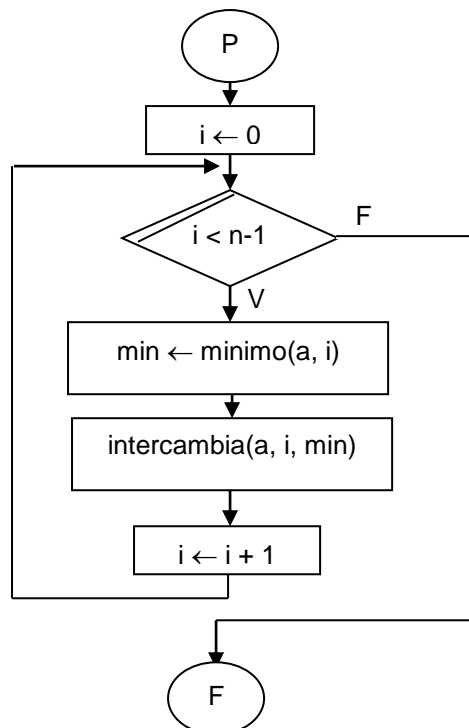 P
i ← 0
i < n-1
F
V
min ← minimo(a, i)
intercambia(a, i, min)
i ← i + 1
F